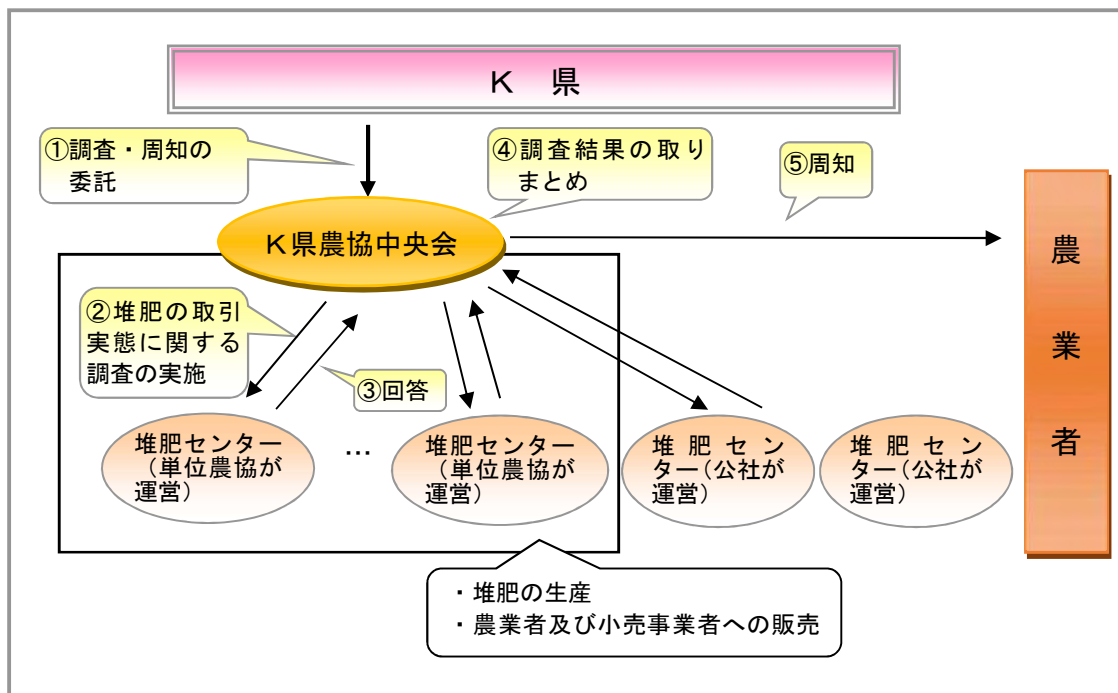 K 県
①調査・周知の
委託
④調査結果の取り
まとめ
⑤周知
K県農協中央会
農
業
者
②堆肥の取引
実態に関する
調査の実施
③回答
堆肥センター
（単位農協が
運営）
…
堆肥センター
（単位農協が
運営）
堆肥セン
ター（公社が
運営）
堆肥セン
ター（公社が
運営）
・堆肥の生産
・農業者及び小売事業者への販売